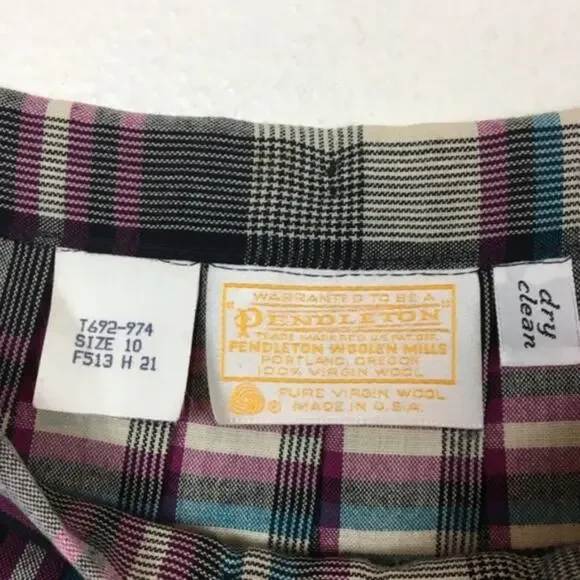 T692-974
SIZE 10
F513 H 21
WARRANTED TO BE A
"PENDLETON"
TRADE MARK REG. U.S. PAT. OFF.
PENDLETON WOOLEN MILLS
PORTLAND, OREGON
100% VIRGIN WOOL
PURE VIRGIN WOOL
MADE IN U.S.A.
dry
clean